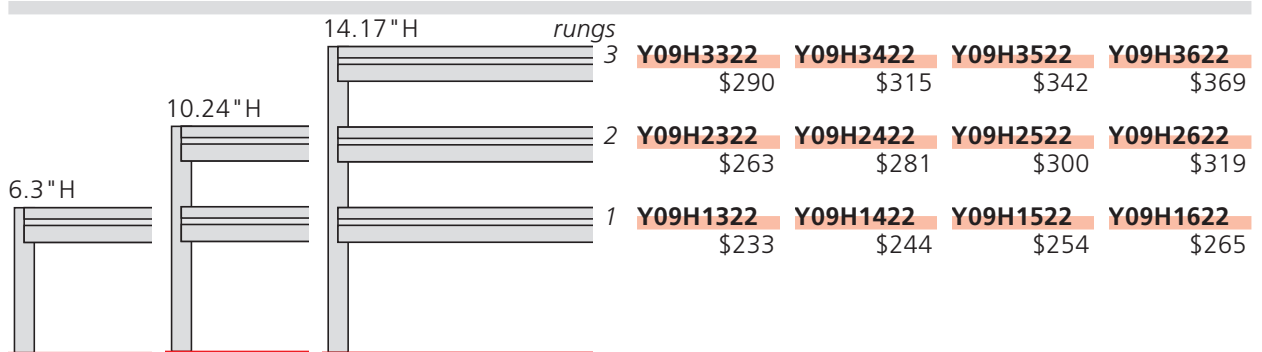 14.17"H rungs
3 Y09H3322 Y09H3422 Y09H3522 Y09H3622
$290 $315 $342 $369
10.24"H
2 Y09H2322 Y09H2422 Y09H2522 Y09H2622
$263 $281 $300 $319
6.3"H
1 Y09H1322 Y09H1422 Y09H1522 Y09H1622
$233 $244 $254 $265